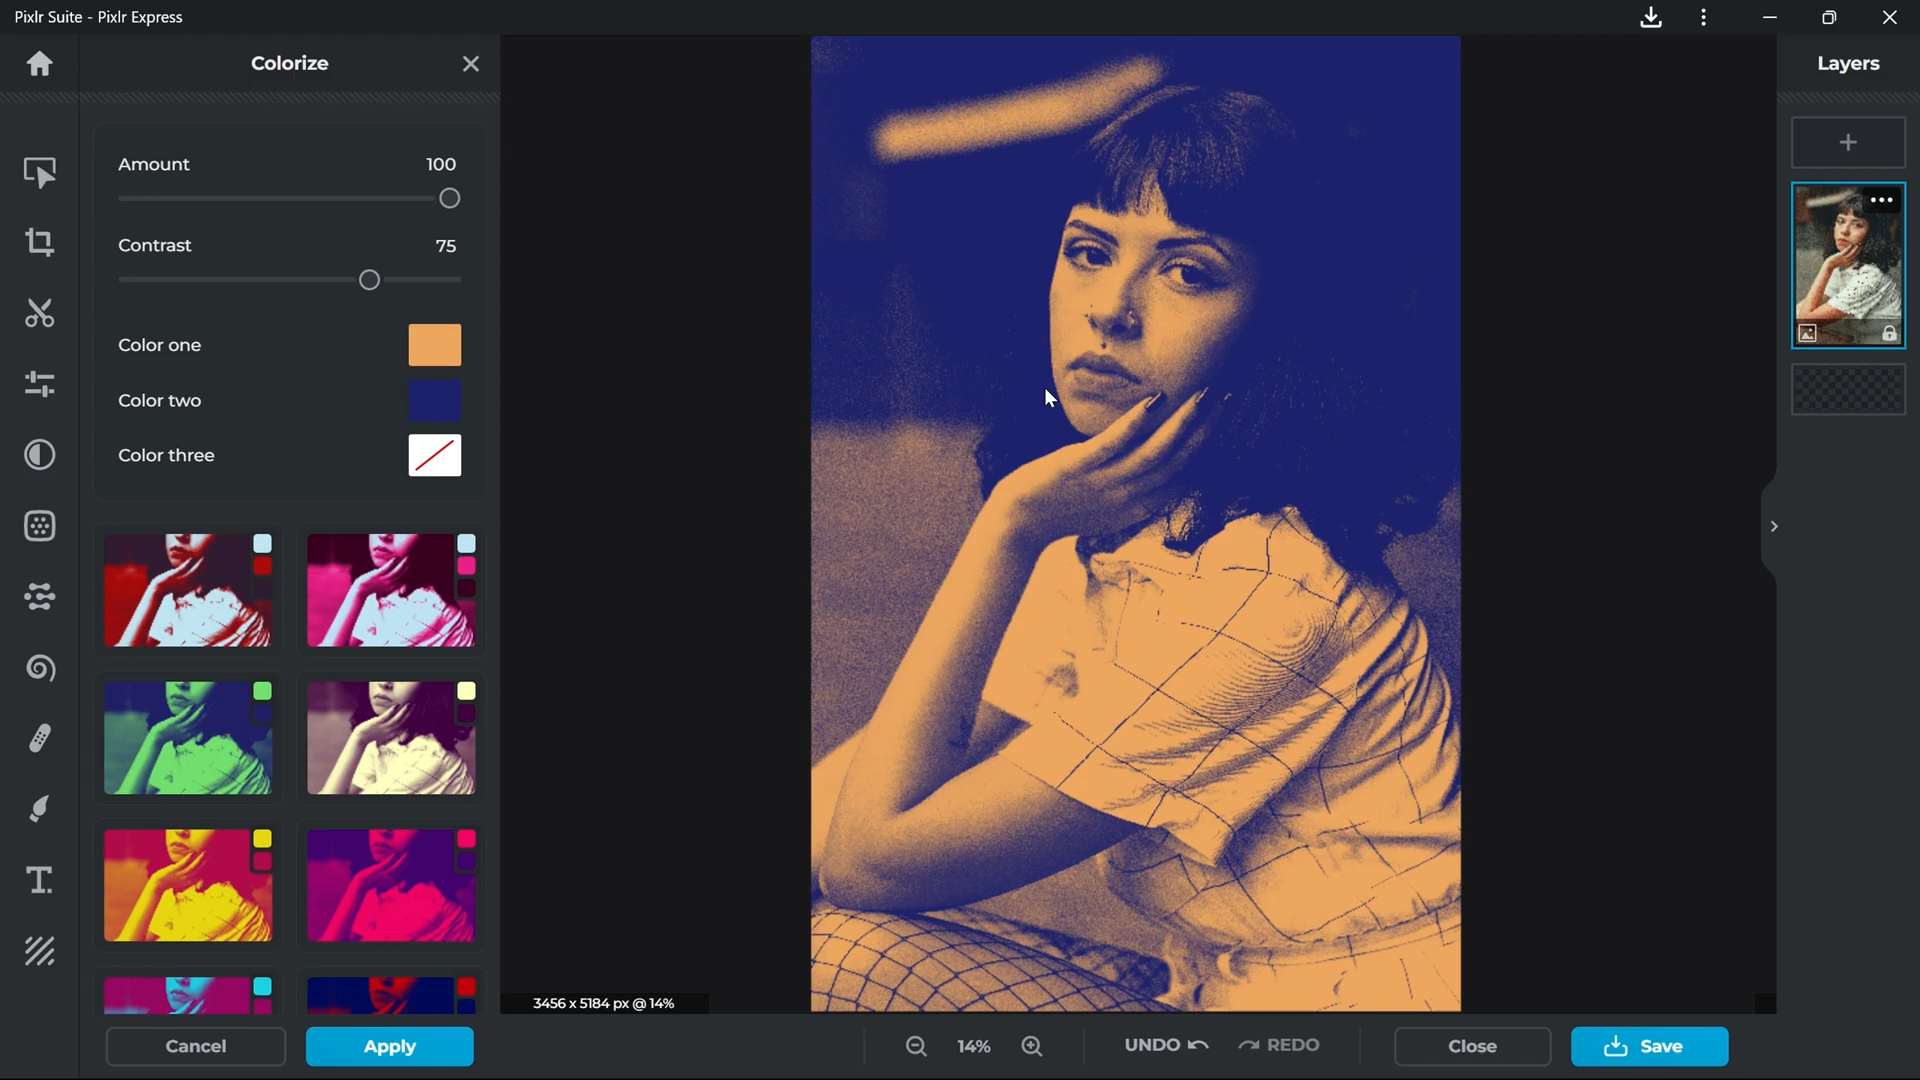 Pixlr Suite - Pixlr Express
Colorize
Layers
Amount 100
Contrast 75
Color one
Color two
Color three
3456 x 5184 px @ 14%
Cancel
Apply
14%
UNDO
REDO
Close
Save